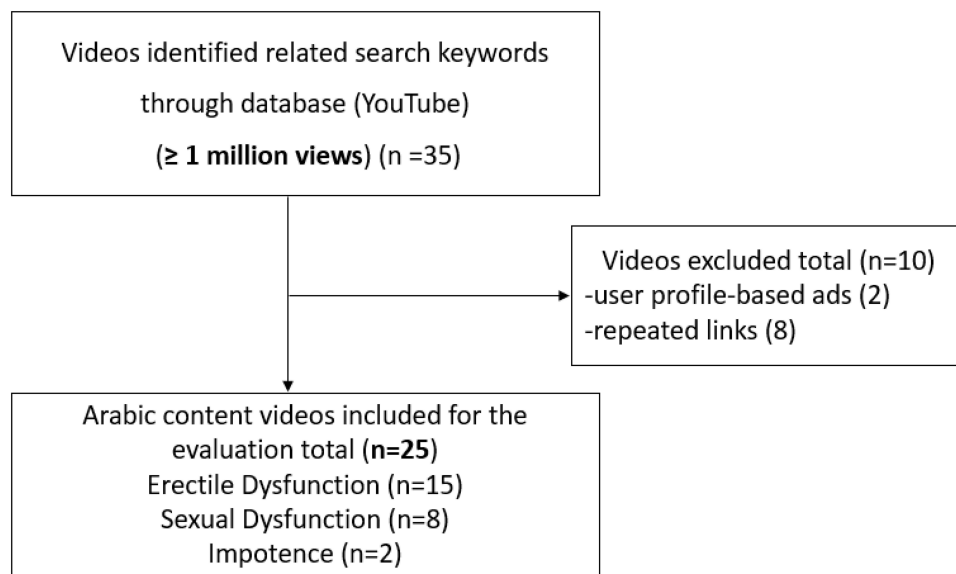 Videos identified related search keywords
through database (YouTube)
(≥ 1 million views) (n =35)
Videos excluded total (n=10)
-user profile-based ads (2)
-repeated links (8)
Arabic content videos included for the
evaluation total (n=25)
Erectile Dysfunction (n=15)
Sexual Dysfunction (n=8)
Impotence (n=2)